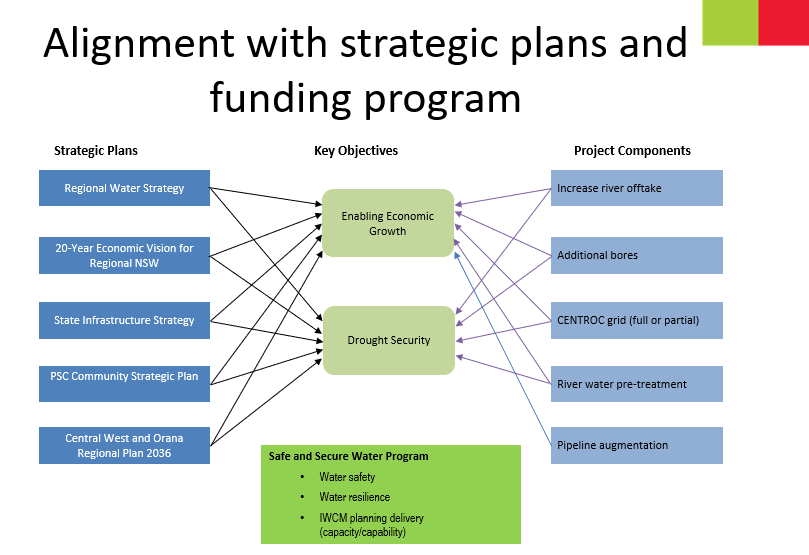 Alignment with strategic plans and
funding program
Strategic Plans
Key Objectives
Project Components
Regional Water Strategy
20-Year Economic Vision for
Regional NSW
State Infrastructure Strategy
PSC Community Strategic Plan
Central West and Orana
Regional Plan 2036
Enabling Economic
Growth
Drought Security
Increase river offtake
Additional bores
CENTROC grid (full or partial)
River water pre-treatment
Pipeline augmentation
Safe and Secure Water Program
• Water safety
• Water resilience
• IWCM planning delivery
(capacity/capability)